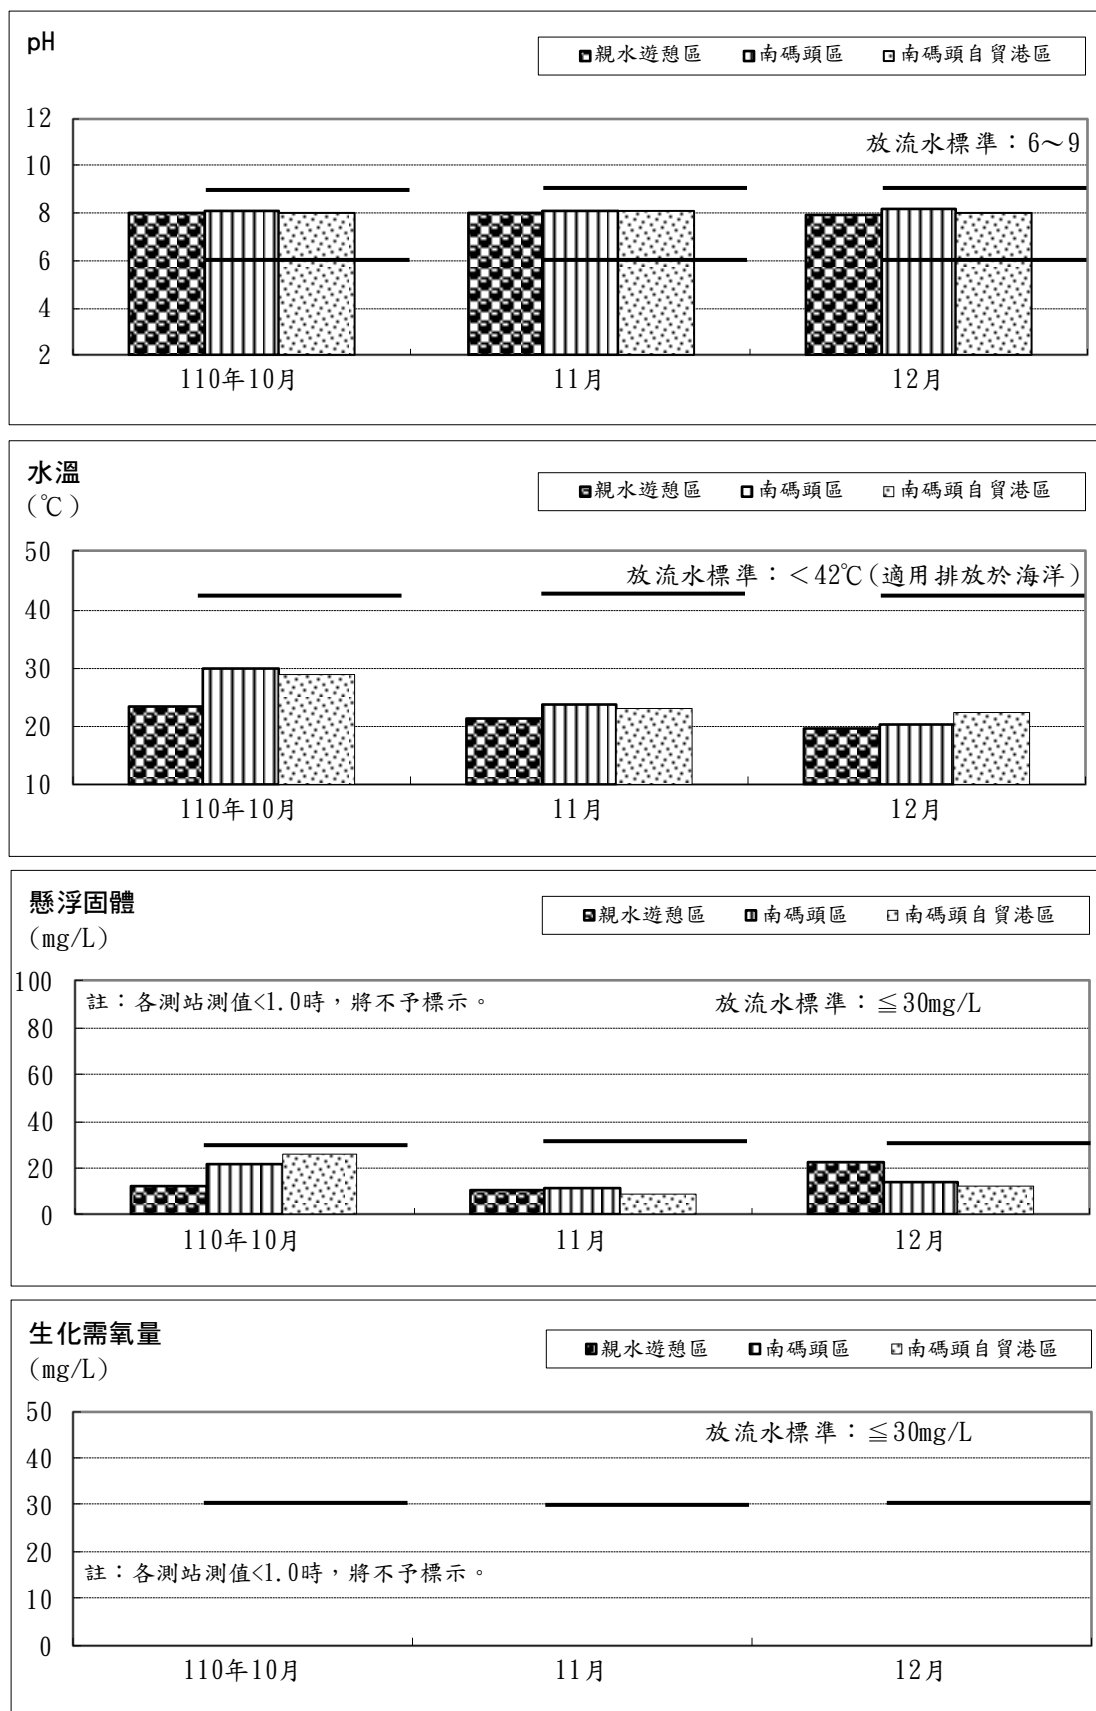 pH
親水遊憩區 南碼頭區 南碼頭自貿港區
放流水標準：6～9
12
10
8
6
4
2
110年10月 11月 12月
水溫
(℃)
親水遊憩區 南碼頭區 南碼頭自貿港區
放流水標準：＜42℃(適用排放於海洋)
50
40
30
20
10
110年10月 11月 12月
懸浮固體
(mg/L)
親水遊憩區 南碼頭區 南碼頭自貿港區
註：各測站測值<1.0時，將不予標示。 放流水標準：≦30mg/L
100
80
60
40
20
0
110年10月 11月 12月
生化需氧量
(mg/L)
親水遊憩區 南碼頭區 南碼頭自貿港區
放流水標準：≦30mg/L
50
40
30
20
註：各測站測值<1.0時，將不予標示。
10
0
110年10月 11月 12月